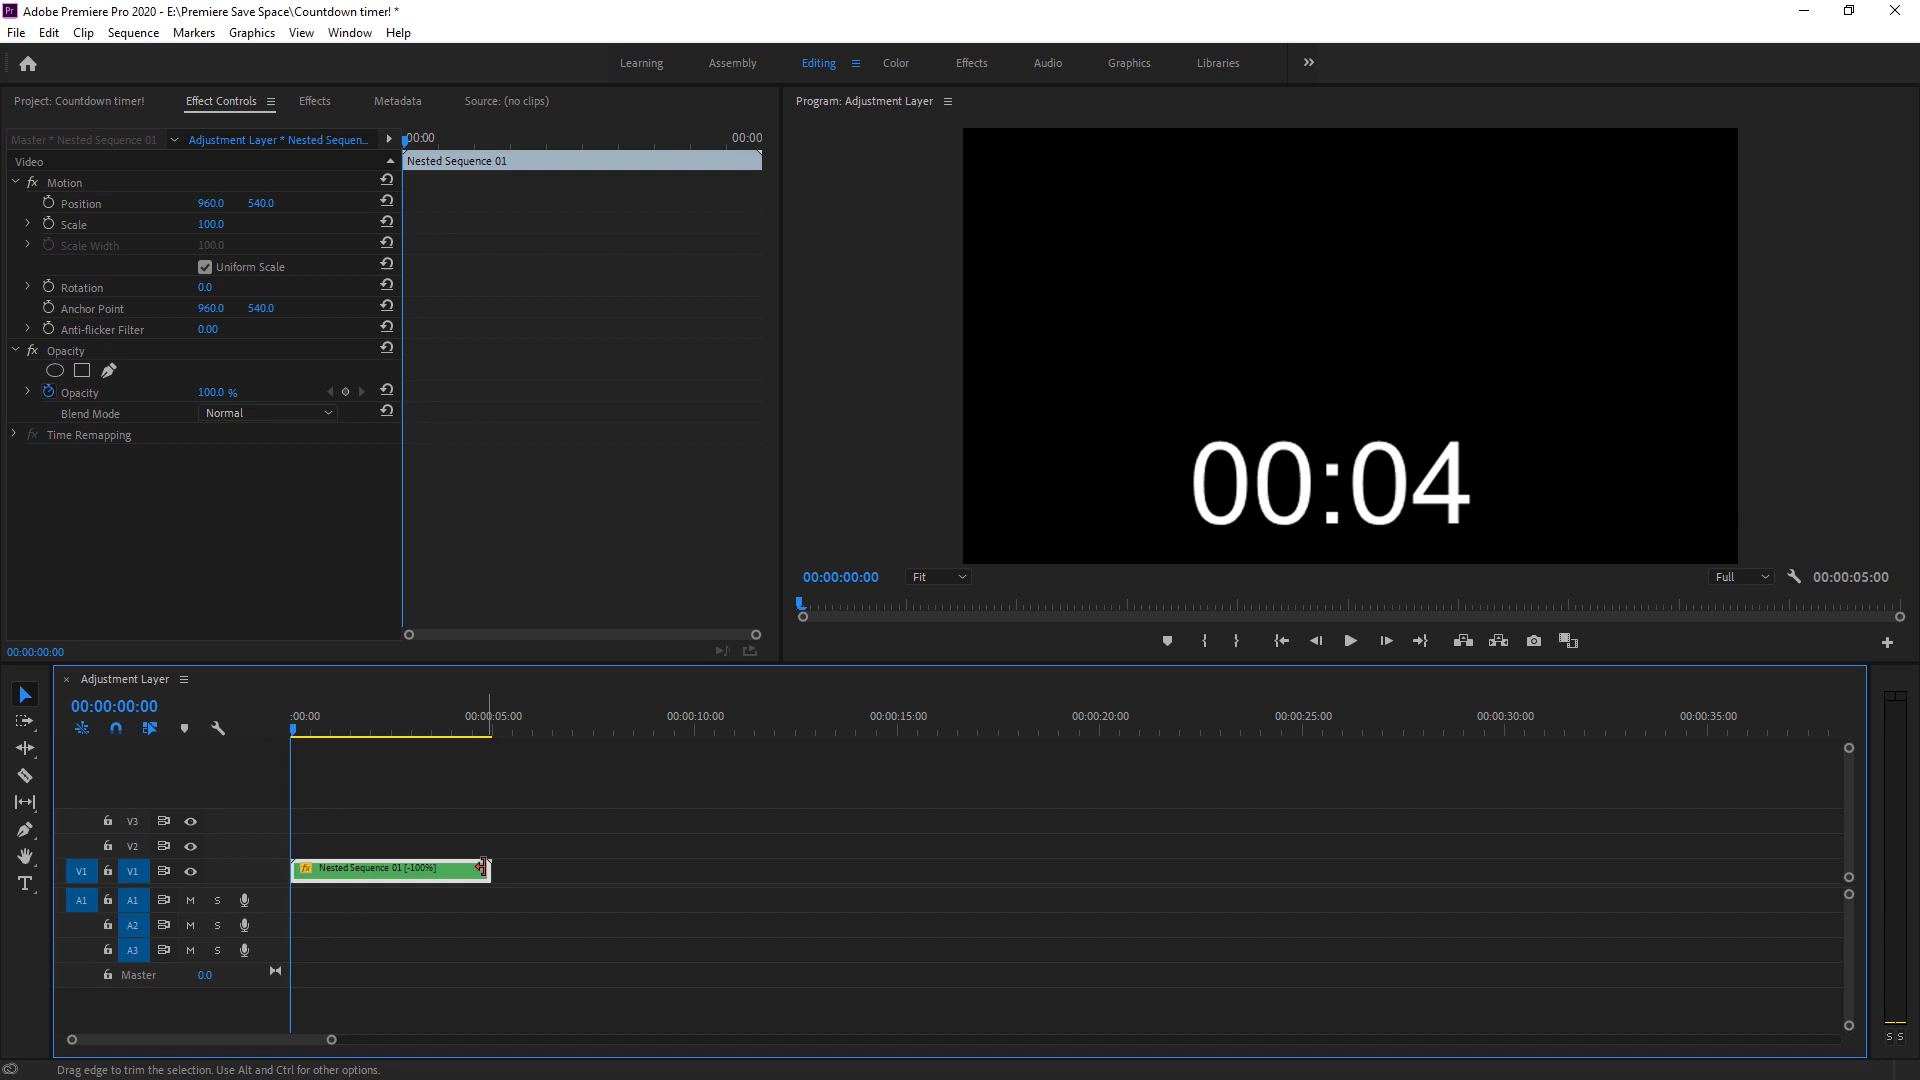 Adobe Premiere Pro 2020 - E:\Premiere Save Space\Countdown timer! *
File Edit Clip Sequence Markers Graphics View Window Help
Learning Assembly Editing Color Effects Audio Graphics Libraries
Project: Countdown timer! Effect Controls Effects Metadata Source: (no clips)
Program: Adjustment Layer
Master * Nested Sequence 01 Adjustment Layer * Nested Sequen...
:00:00 00:00
Video
Nested Sequence 01
fx Motion
Position 960.0 540.0
Scale 100.0
Scale Width 100.0
Uniform Scale
Rotation 0.0
Anchor Point 960.0 540.0
Anti-flicker Filter 0.00
fx Opacity
Opacity 100.0 %
Blend Mode Normal
fx Time Remapping
00:04
00:00:00:00 Fit Full 00:00:05:00
00:00:00:00
Adjustment Layer
00:00:00:00
:00:00 00:00:05:00 00:00:10:00 00:00:15:00 00:00:20:00 00:00:25:00 00:00:30:00 00:00:35:00
V3
V2
V1 V1 fx Nested Sequence 01 [-100%]
A1 A1 M S
A2 M S
A3 M S
Master 0.0
S S
Drag edge to trim the selection. Use Alt and Ctrl for other options.